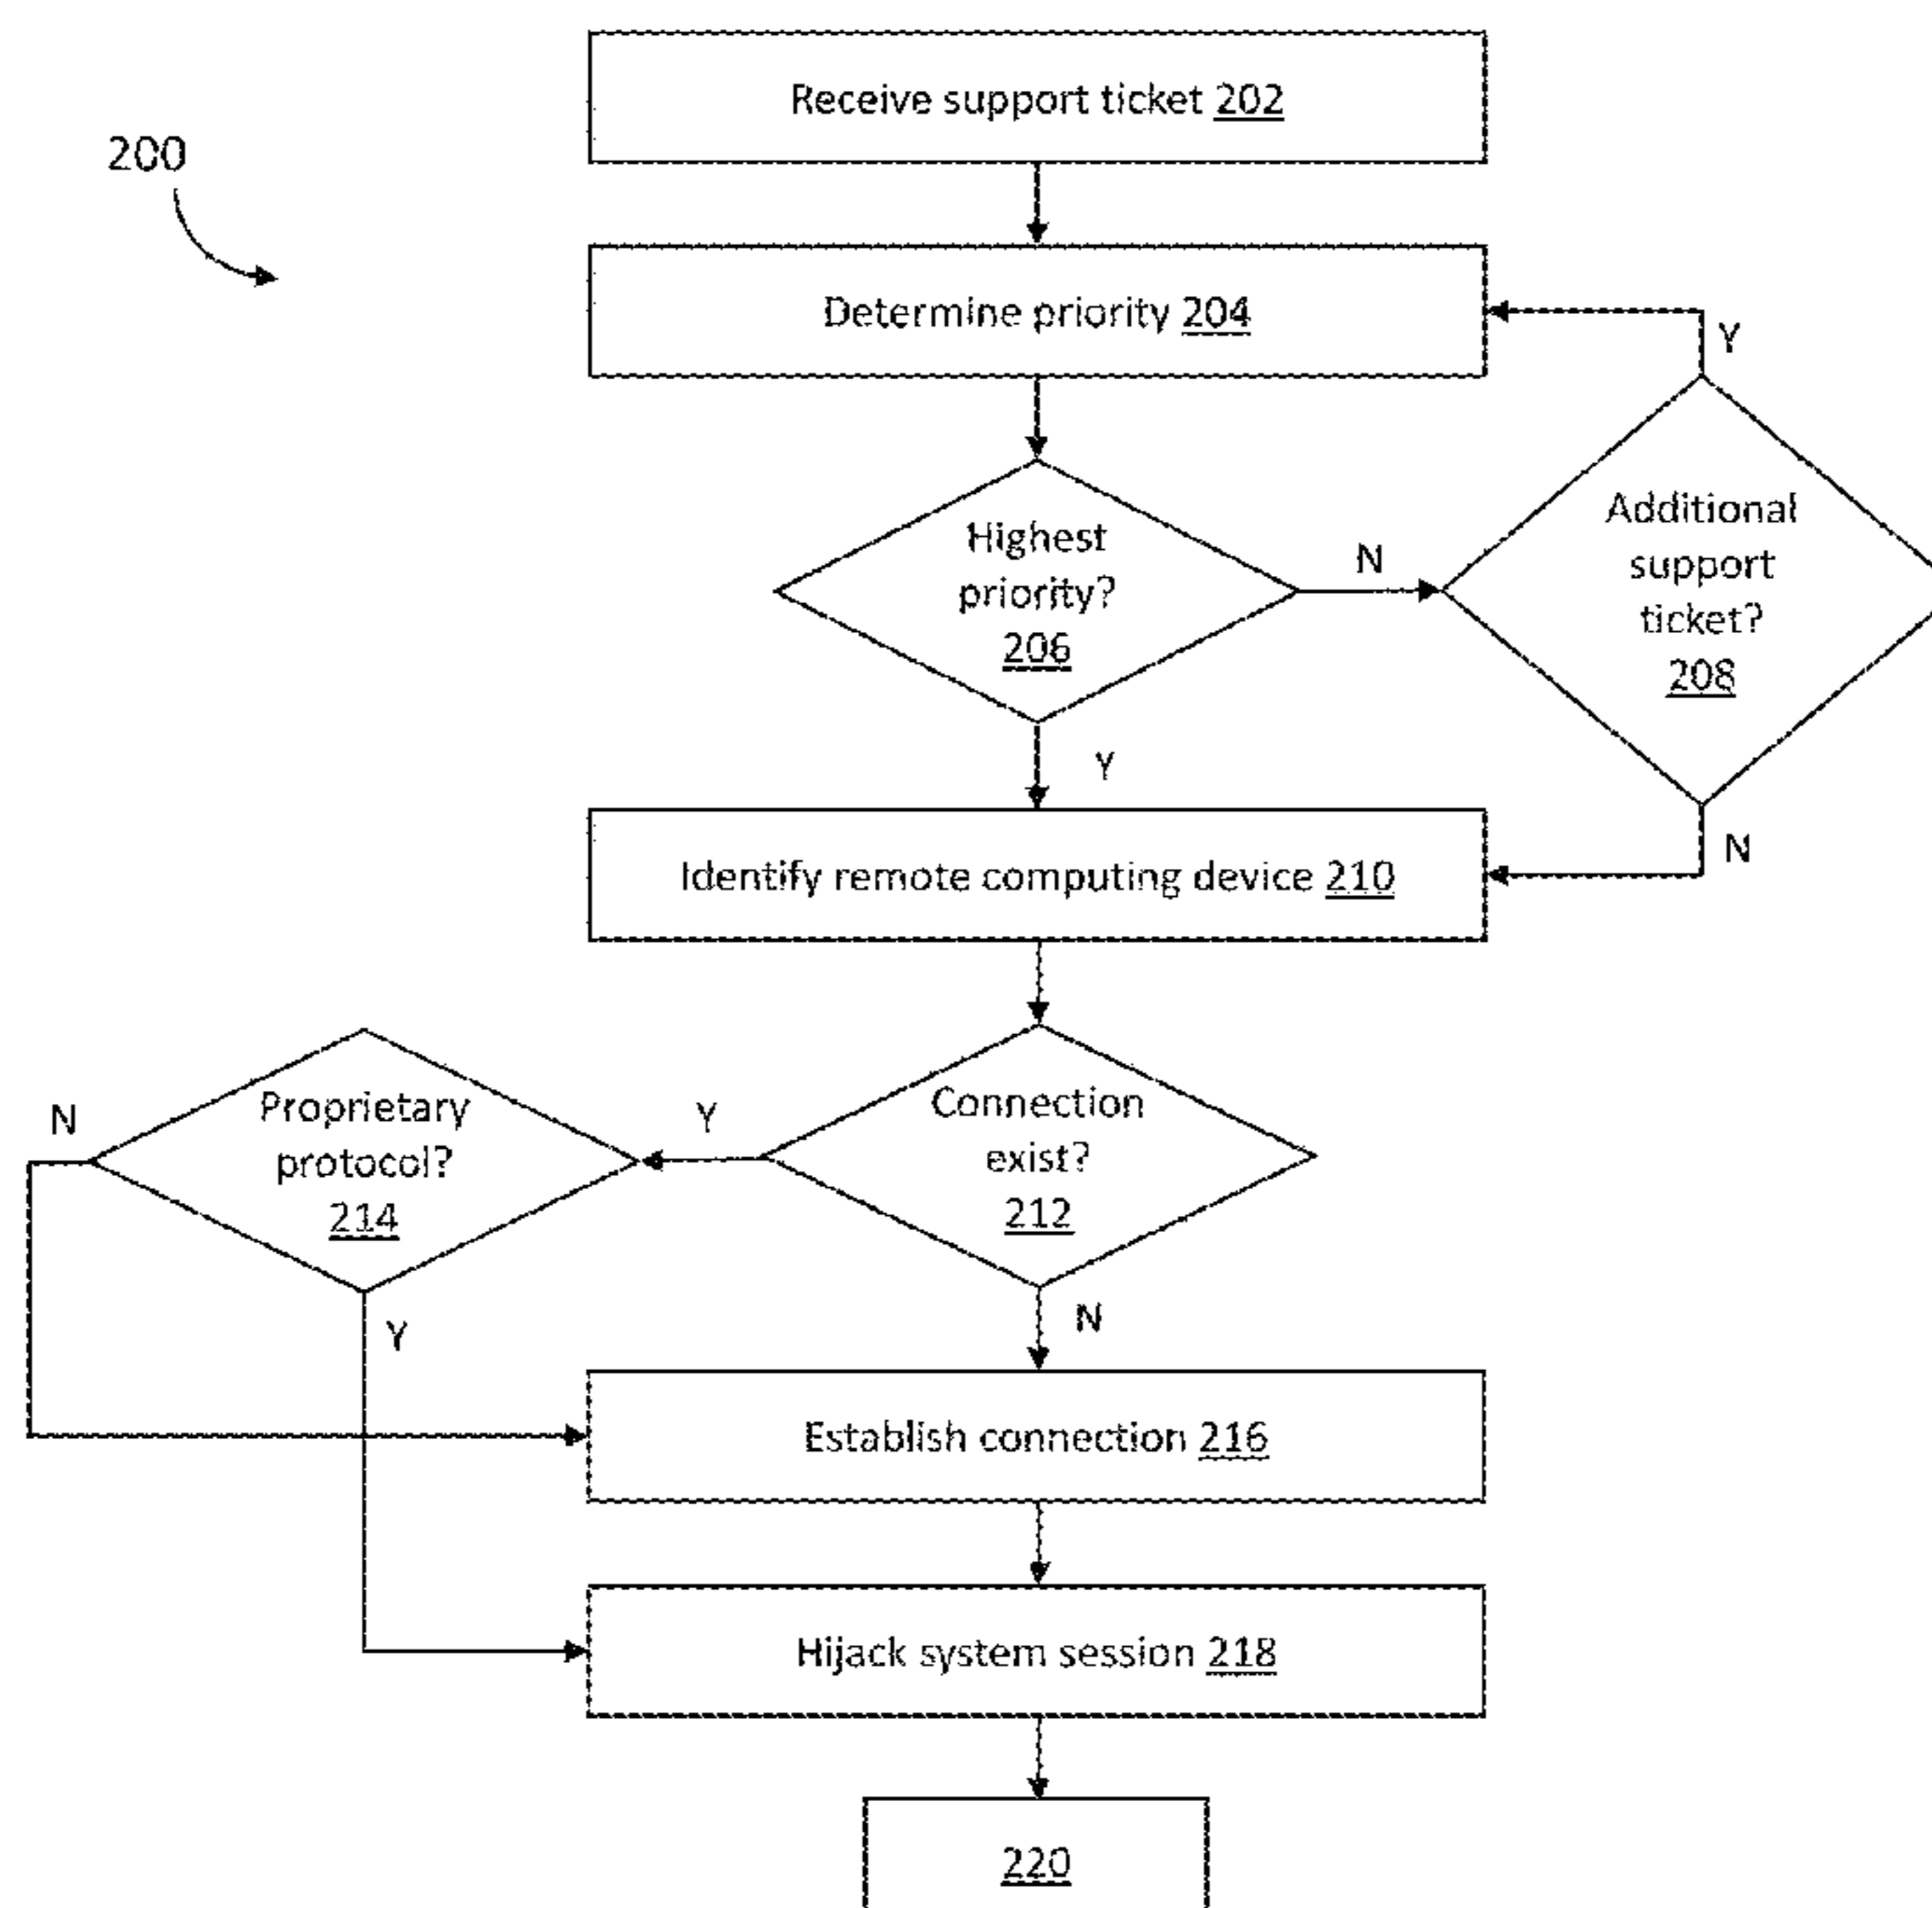 Receive support ticket 202
200
Determine priority 204
Y
Highest
priority?
206
N
Additional
support
ticket?
208
Y
N
Identify remote computing device 210
N
Proprietary
protocol?
214
Y
Connection
exist?
212
Y
N
Establish connection 216
Hijack system session 218
220